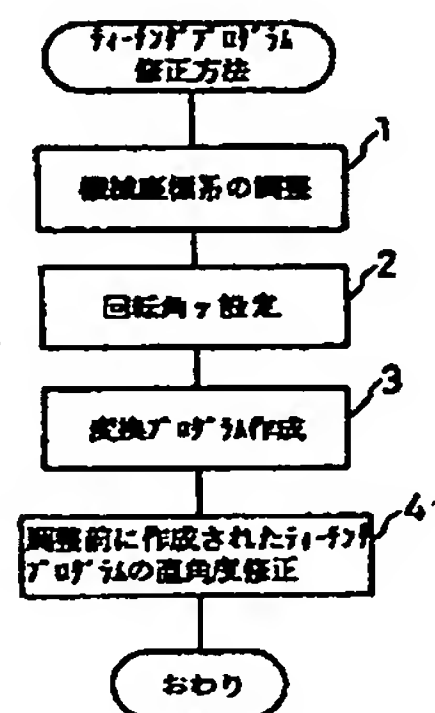 ティーチングプログラム
修正方法
1
機械座標系の調整
2
回転角γ設定
3
変換プログラム作成
4
調整前に作成されたティーチング
プログラムの直角度修正
おわり